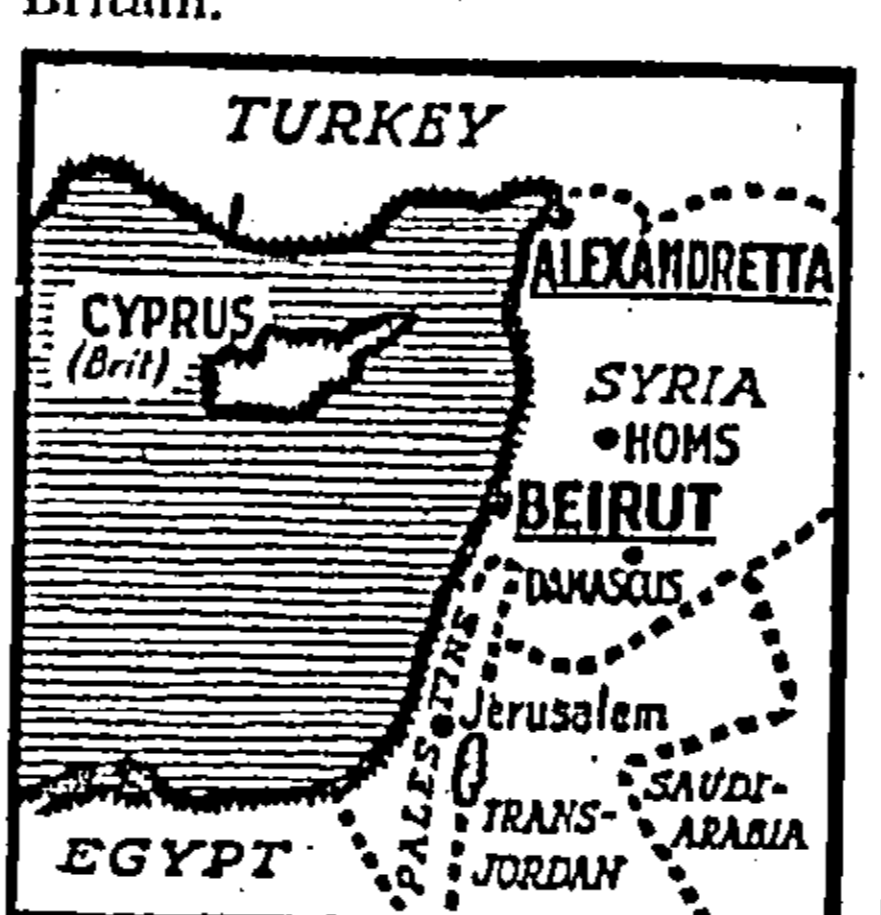 Britain.
TURKEY
ALEXANDRETTA
CYPRUS
(Brit)
SYRIA
HOMS
BEIRUT
DAMASCUS
PALESTINE
Jerusalem
TRANS-
JORDAN
SAUDI-
ARABIA
EGYPT